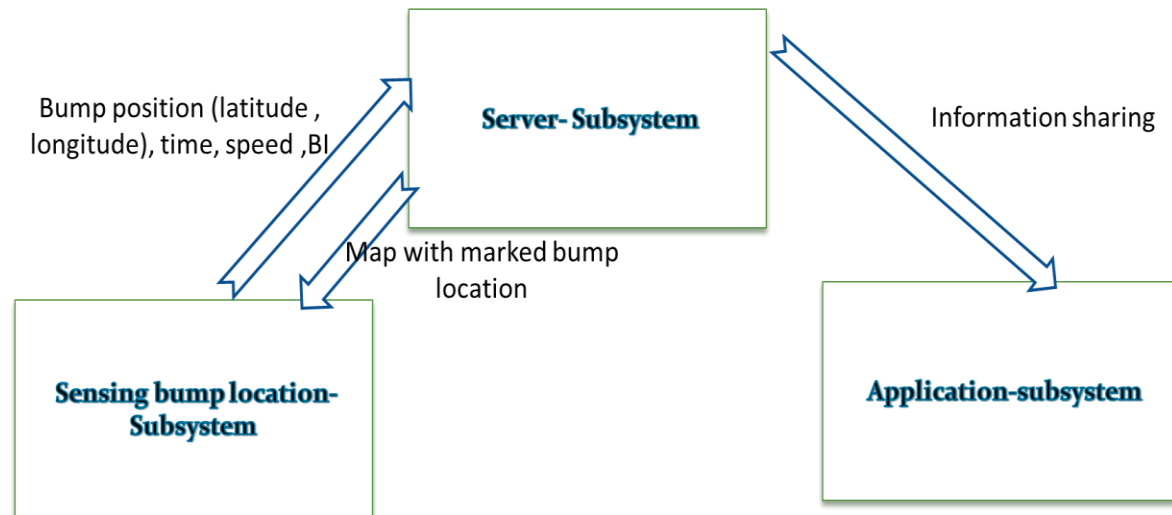 Bump position (latitude ,
longitude), time, speed ,BI
Server- Subsystem
Information sharing
Map with marked bump
location
Sensing bump location-
Subsystem
Application-subsystem